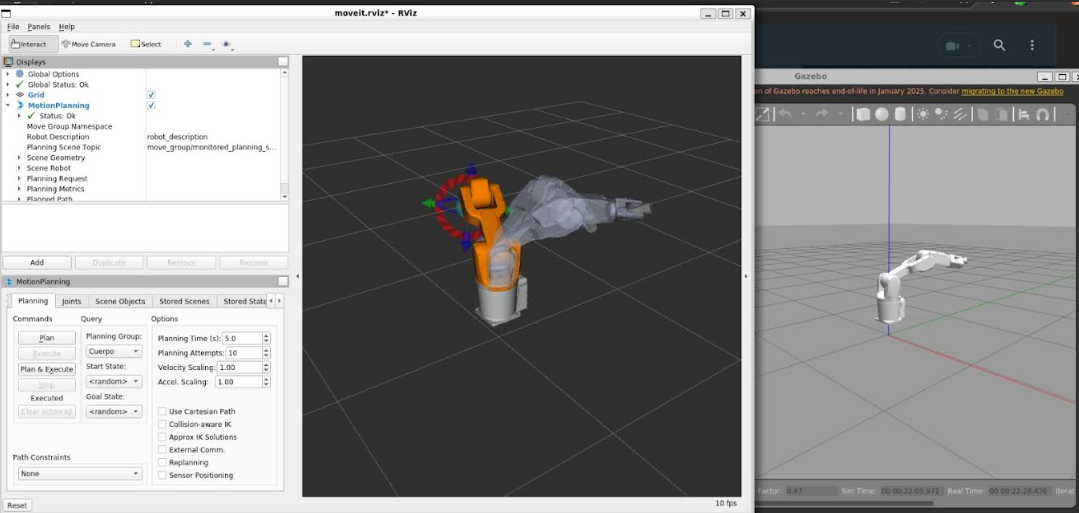 moveit.rviz* - RViz
File Panels Help
Interact Move Camera Select
Displays
Global Options
Global Status: Ok
Grid
MotionPlanning
Status: Ok
Move Group Namespace
Robot Description robot_description
Planning Scene Topic move_group/monitored_planning_s...
Scene Geometry
Scene Robot
Planning Request
Planning Metrics
Planned Path
Add Duplicate Remove Rename
MotionPlanning
Planning Joints Scene Objects Stored Scenes Stored State
Commands Query Options
Plan
Execute
Plan & Execute
Stop
Executed
Clear octomap
Planning Group:
Cuerpo
Start State:
<random>
Goal State:
<random>
Planning Time (s): 5.0
Planning Attempts: 10
Velocity Scaling: 1.00
Accel. Scaling: 1.00
Use Cartesian Path
Collision-aware IK
Approx IK Solutions
External Comm.
Replanning
Sensor Positioning
Path Constraints
None
Reset
10 fps
Gazebo
on of Gazebo reaches end-of-life in January 2025. Consider migrating to the new Gazebo
Factor: 0.97 Sim Time: 00 00:22:05.971 Real Time: 00 00:22:28.476 Iterat